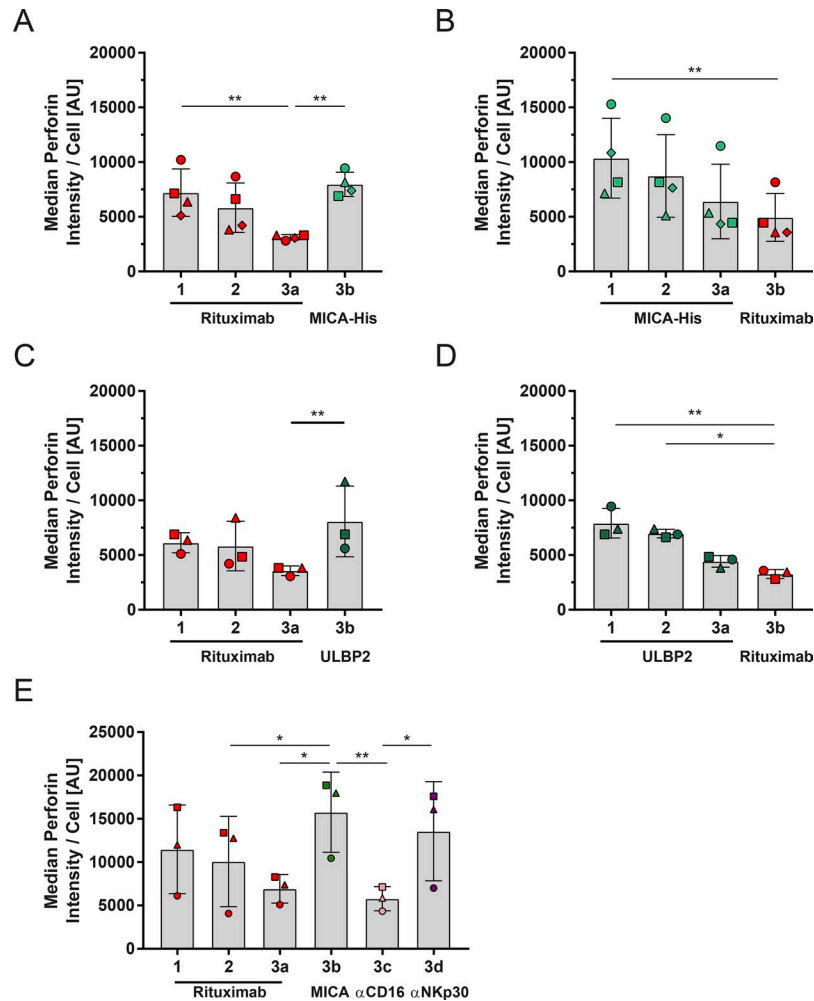 A
Median Perforin
Intensity / Cell [AU]
20000
15000
10000
5000
0
**
**
1
2
3a
3b
Rituximab
MICA-His
B
Median Perforin
Intensity / Cell [AU]
20000
15000
10000
5000
0
**
1
2
3a
3b
MICA-His
Rituximab
C
Median Perforin
Intensity / Cell [AU]
20000
15000
10000
5000
0
**
1
2
3a
3b
Rituximab
ULBP2
D
Median Perforin
Intensity / Cell [AU]
20000
15000
10000
5000
0
**
*
1
2
3a
3b
ULBP2
Rituximab
E
Median Perforin
Intensity / Cell [AU]
25000
20000
15000
10000
5000
0
*
*
**
*
1
2
3a
3b
3c
3d
Rituximab
MICA
αCD16
αNKp30